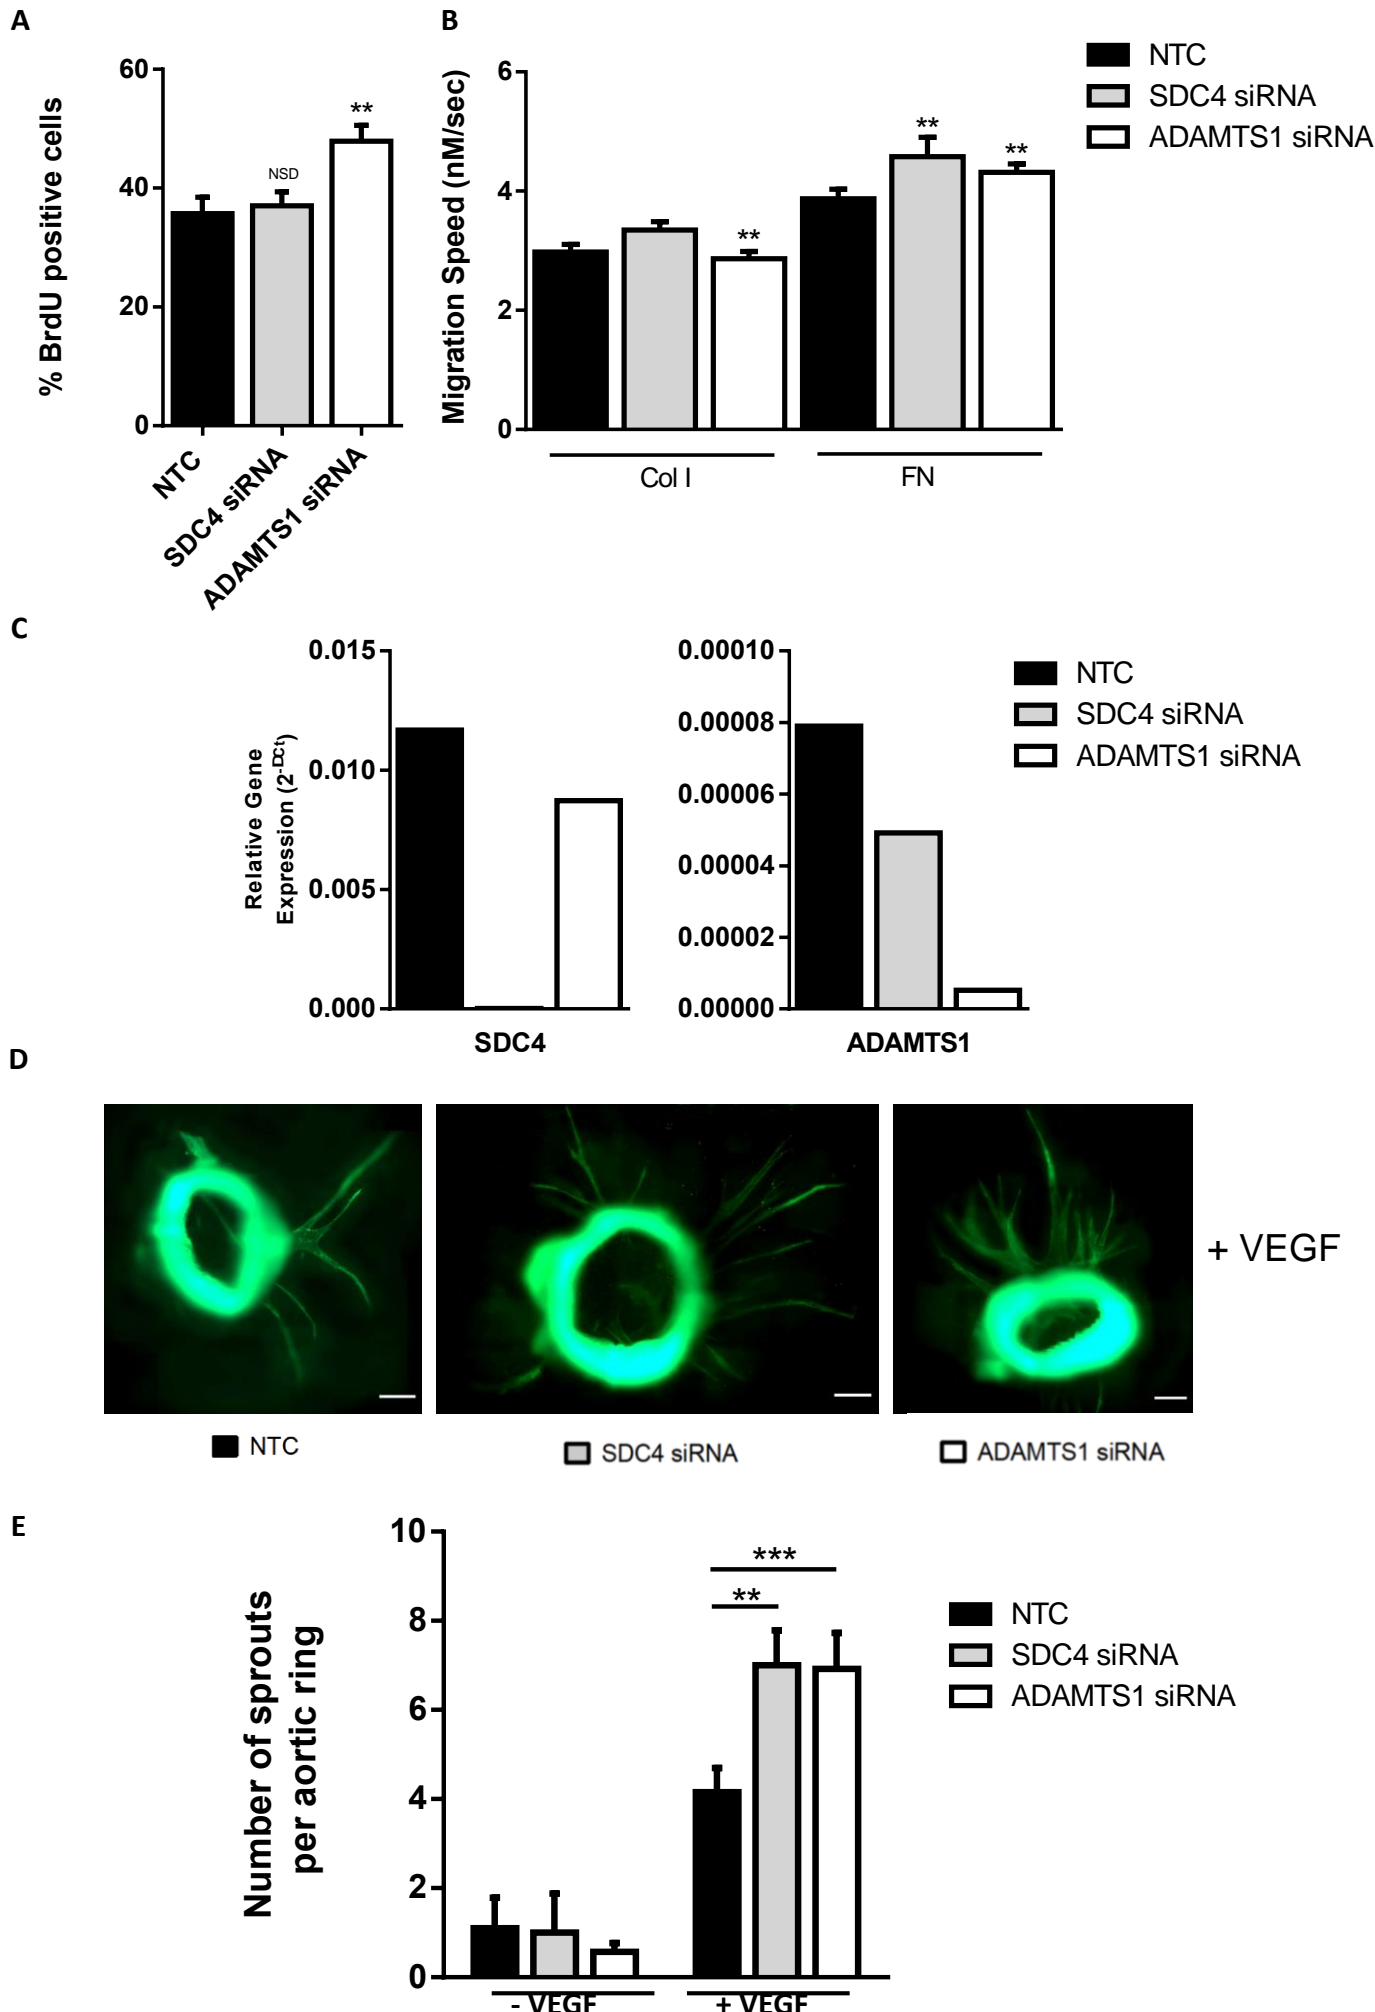 A
B
60
40
20
0
% BrdU positive cells
**
NSD
NTC
SDC4 siRNA
ADAMTS1 siRNA
6
4
2
0
Migration Speed (nM/sec)
**
**
**
Col I
FN
NTC
SDC4 siRNA
ADAMTS1 siRNA
C
0.015
0.010
0.005
0.000
Relative Gene
Expression (2-DCt)
SDC4
0.00010
0.00008
0.00006
0.00004
0.00002
0.00000
ADAMTS1
NTC
SDC4 siRNA
ADAMTS1 siRNA
D
+ VEGF
NTC
SDC4 siRNA
ADAMTS1 siRNA
E
10
8
6
4
2
0
Number of sprouts
per aortic ring
***
**
- VEGF
+ VEGF
NTC
SDC4 siRNA
ADAMTS1 siRNA